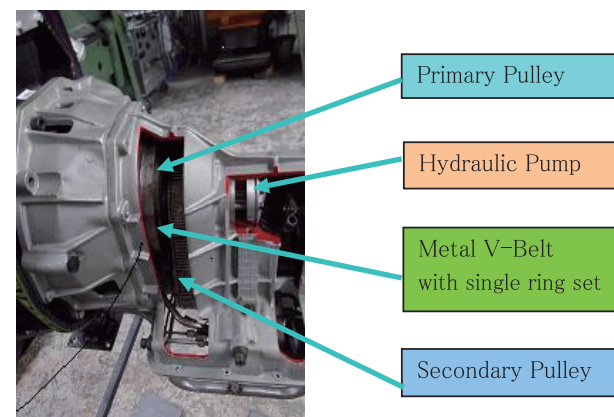 Primary Pulley
Hydraulic Pump
Metal V-Belt
with single ring set
Secondary Pulley